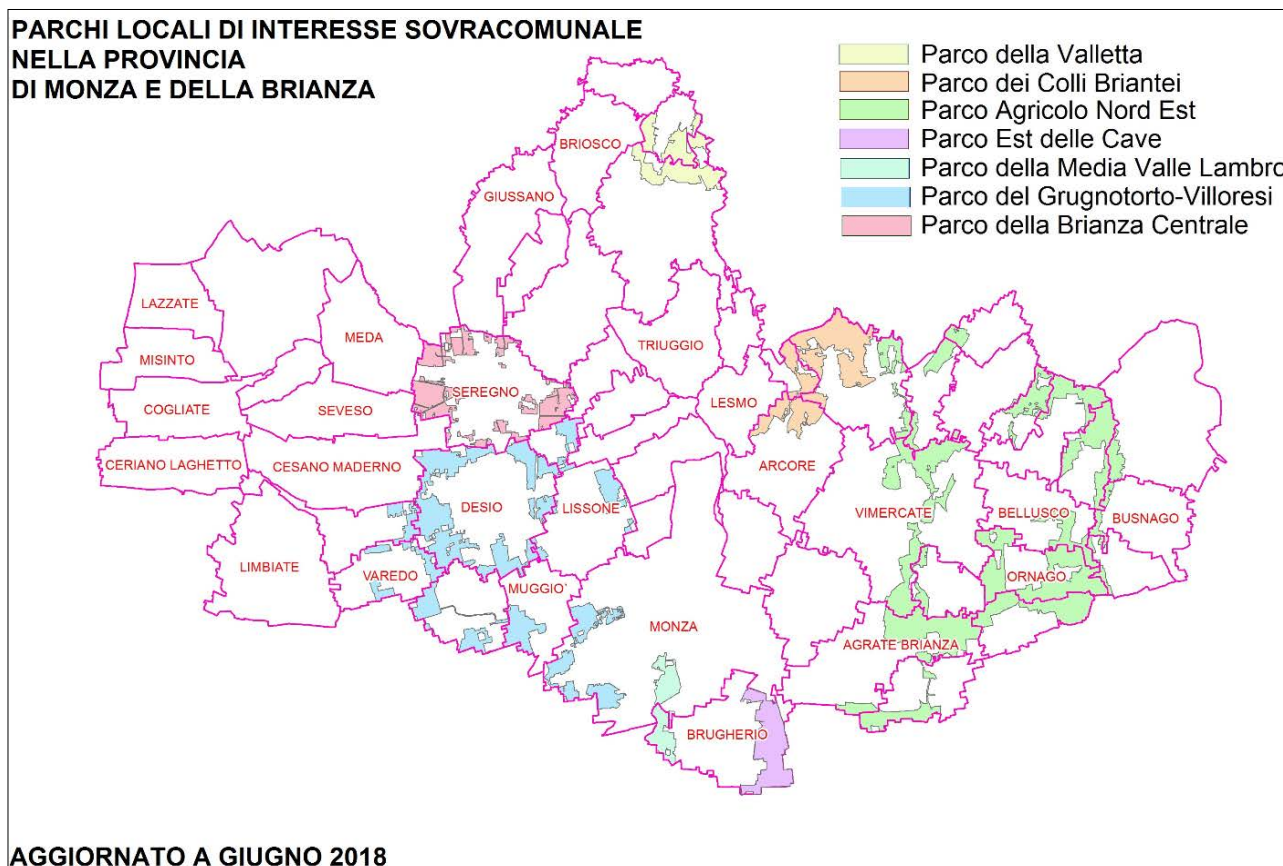 PARCHI LOCALI DI INTERESSE SOVRACOMUNALE
NELLA PROVINCIA
DI MONZA E DELLA BRIANZA
Parco della Valletta
Parco dei Colli Briantei
Parco Agricolo Nord Est
Parco Est delle Cave
Parco della Media Valle Lambro
Parco del Grugnotorto-Villoresi
Parco della Brianza Centrale
BRIOSCO
GIUSSANO
LAZZATE
MEDA
TRIUGGIO
MISINTO
SEREGNO
LESMO
COGLIATE
SEVESO
ARCORE
CERIANO LAGHETTO
CESANO MADERNO
DESIO
LISSONE
VIMERCATE
BELLUSCO
BUSNAGO
LIMBIATE
VAREDO
MUGGIO'
ORNAGO
MONZA
AGRATE BRIANZA
BRUGHERIO
AGGIORNATO A GIUGNO 2018